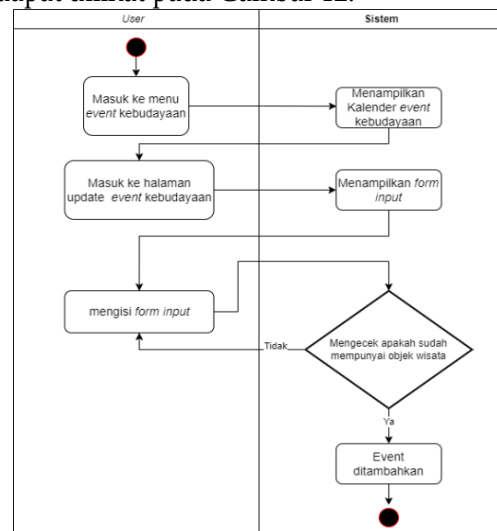 dapat dilihat pada Gambar 12.
User
Sistem
Masuk ke menu
event kebudayaan
Menampilkan
Kalender event
kebudayaan
Masuk ke halaman
update event kebudayaan
Menampilkan form
input
mengisi form input
Tidak
Mengecek apakah sudah
mempunyai objek wisata
Ya
Event
ditambahkan